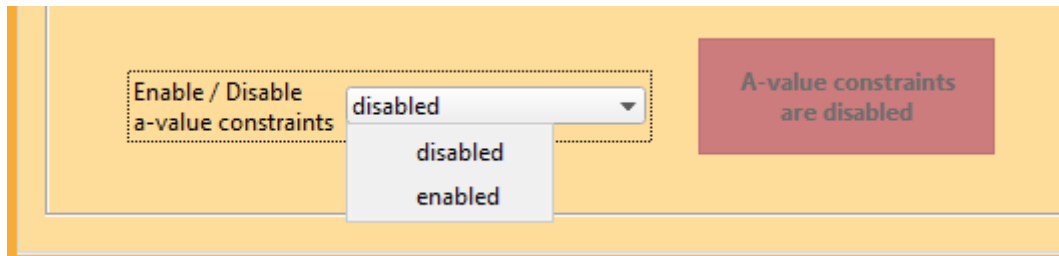 Enable / Disable
a-value constraints
disabled
disabled
enabled
A-value constraints
are disabled